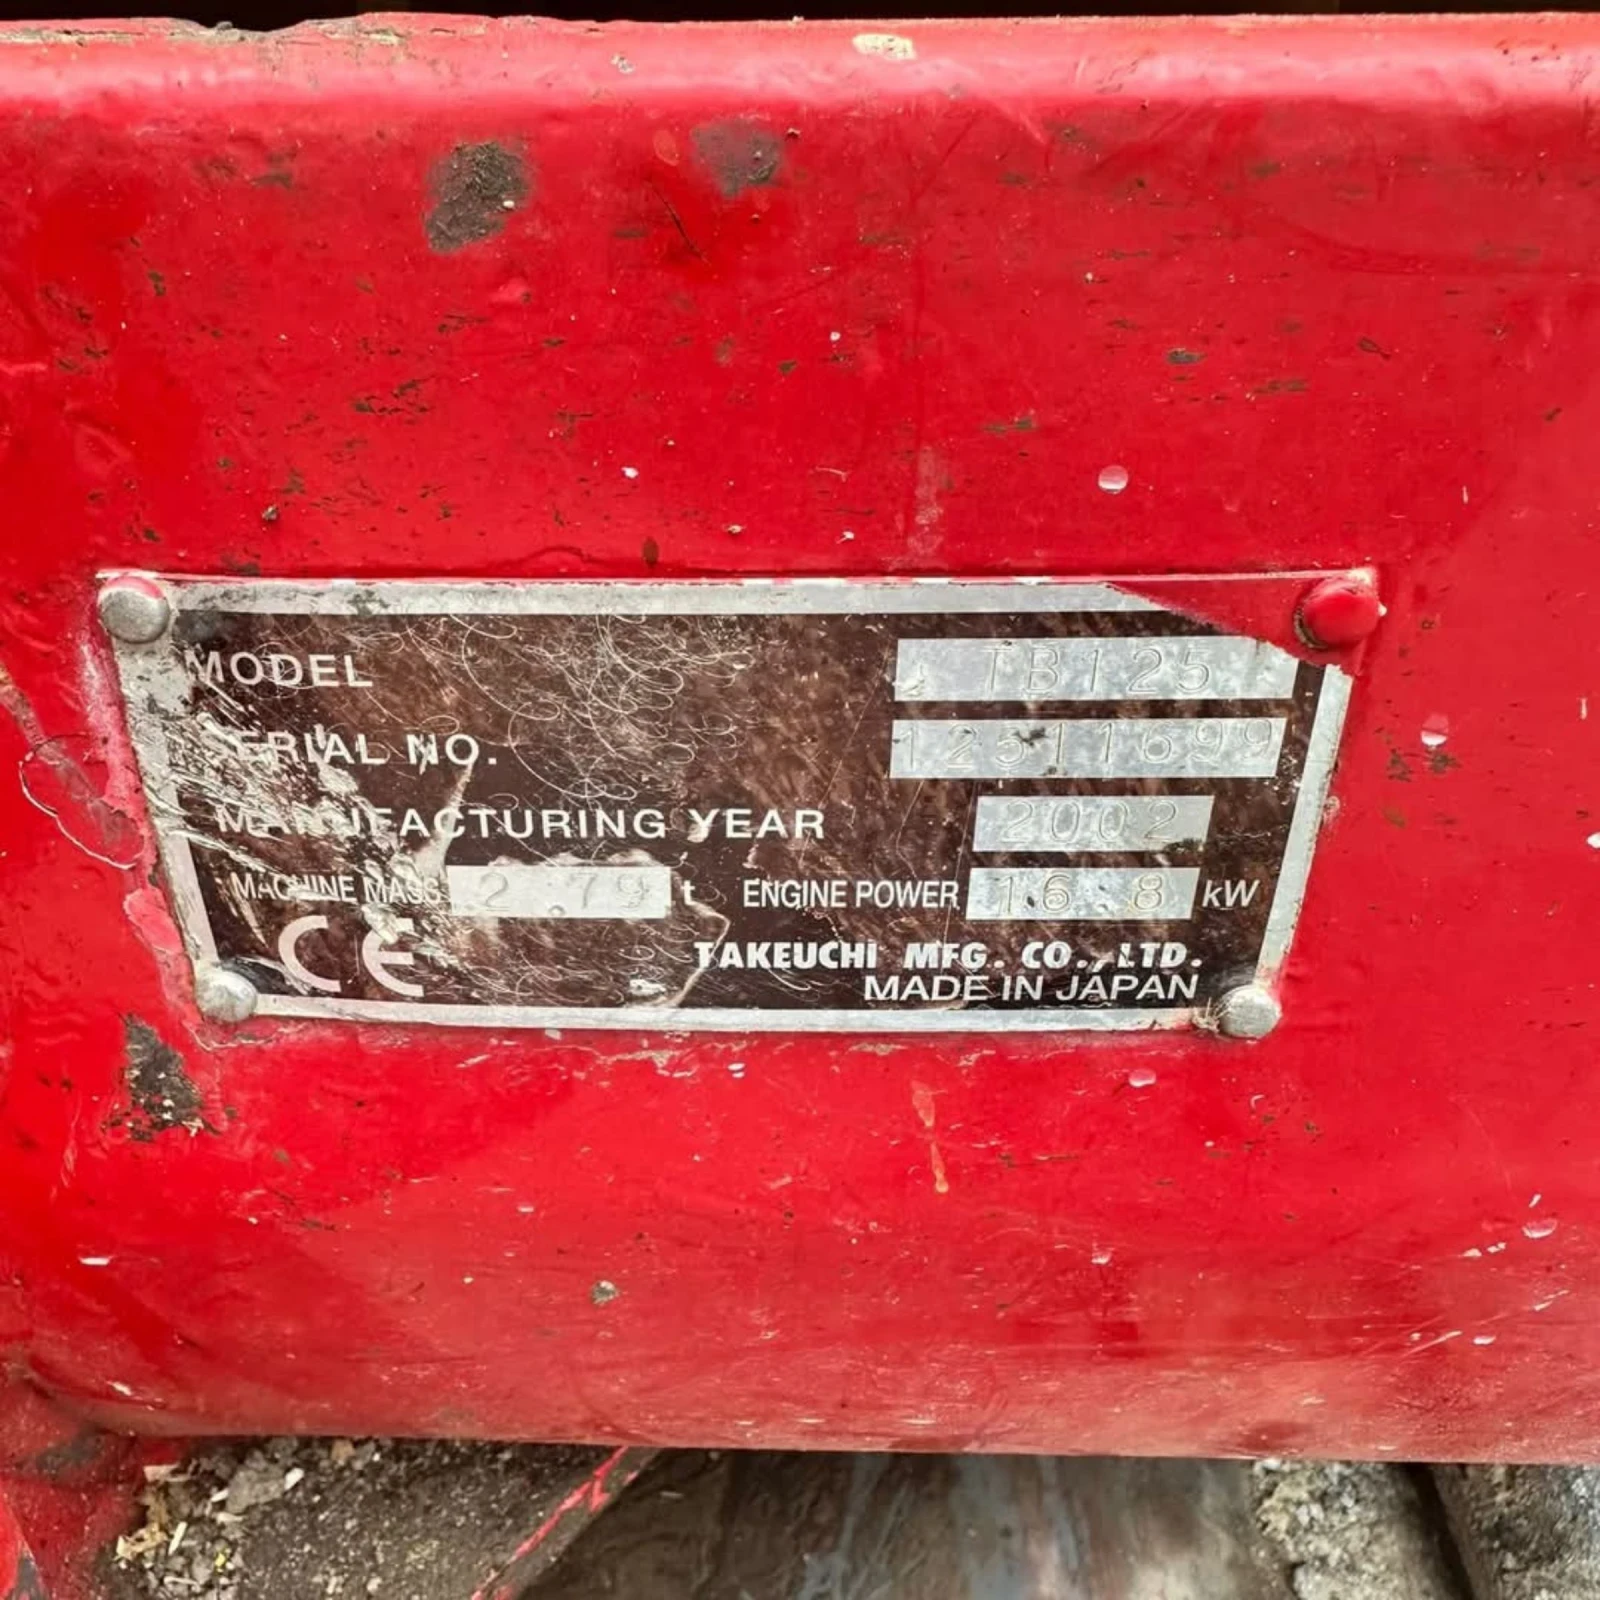 MODEL TB125
SERIAL NO. 12511699
MANUFACTURING YEAR 2002
MACHINE MASS 2.79 t ENGINE POWER 16.8 kW
CE TAKEUCHI MFG. CO.,LTD.
MADE IN JAPAN